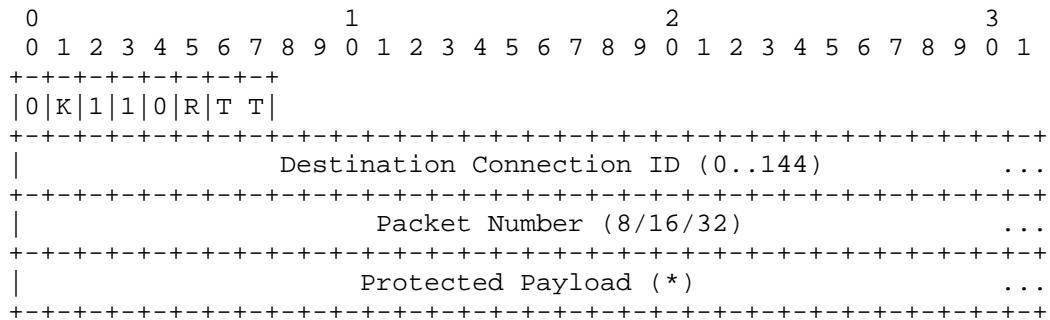 0                   1                   2                   3
 0 1 2 3 4 5 6 7 8 9 0 1 2 3 4 5 6 7 8 9 0 1 2 3 4 5 6 7 8 9 0 1
+-+-+-+-+-+-+-+-+
|0|K|1|1|0|R|T T|
+-+-+-+-+-+-+-+-+-+-+-+-+-+-+-+-+-+-+-+-+-+-+-+-+-+-+-+-+-+-+-+-+
|                Destination Connection ID (0..144)           ...
+-+-+-+-+-+-+-+-+-+-+-+-+-+-+-+-+-+-+-+-+-+-+-+-+-+-+-+-+-+-+-+-+
|                      Packet Number (8/16/32)                ...
+-+-+-+-+-+-+-+-+-+-+-+-+-+-+-+-+-+-+-+-+-+-+-+-+-+-+-+-+-+-+-+-+
|                     Protected Payload (*)                   ...
+-+-+-+-+-+-+-+-+-+-+-+-+-+-+-+-+-+-+-+-+-+-+-+-+-+-+-+-+-+-+-+-+